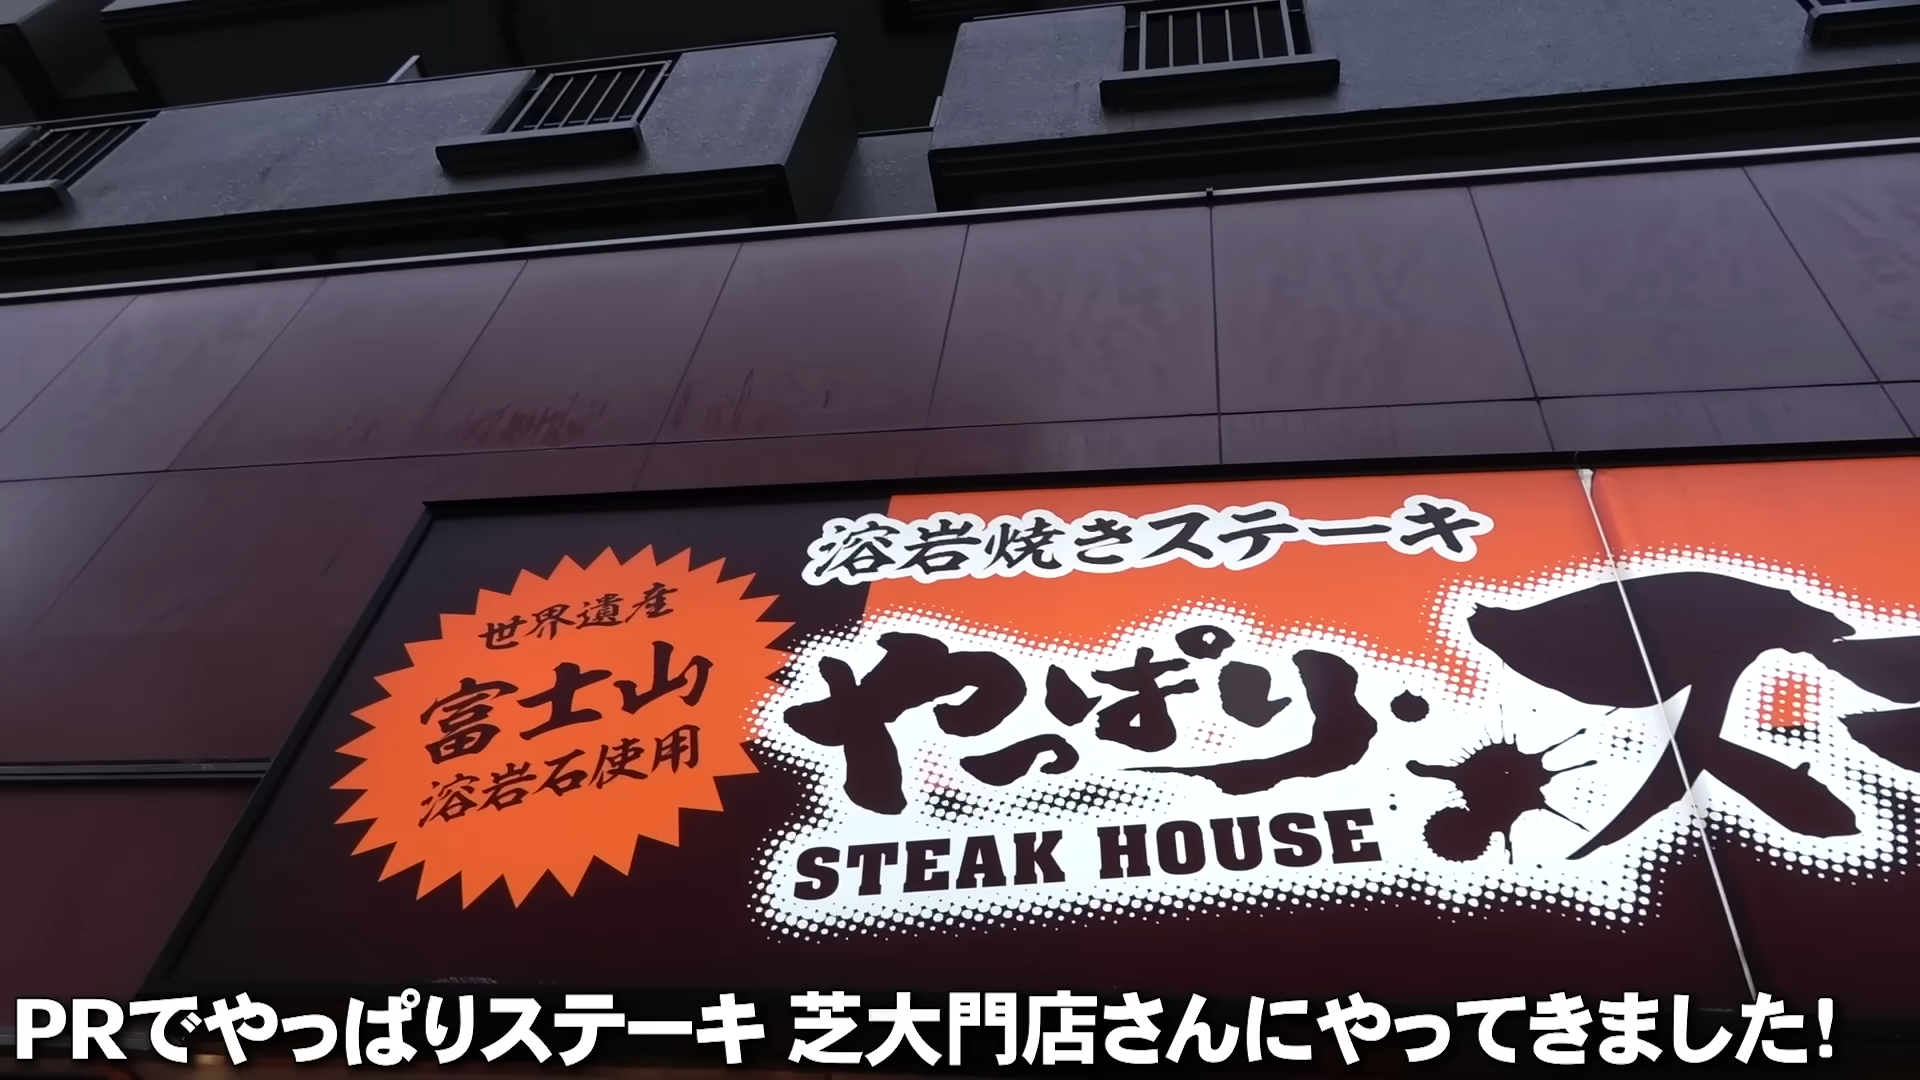 溶岩焼きステーキ
世界遺産
富士山
溶岩石使用
やっぱりス
STEAK HOUSE
PRでやっぱりステーキ 芝大門店さんにやってきました!